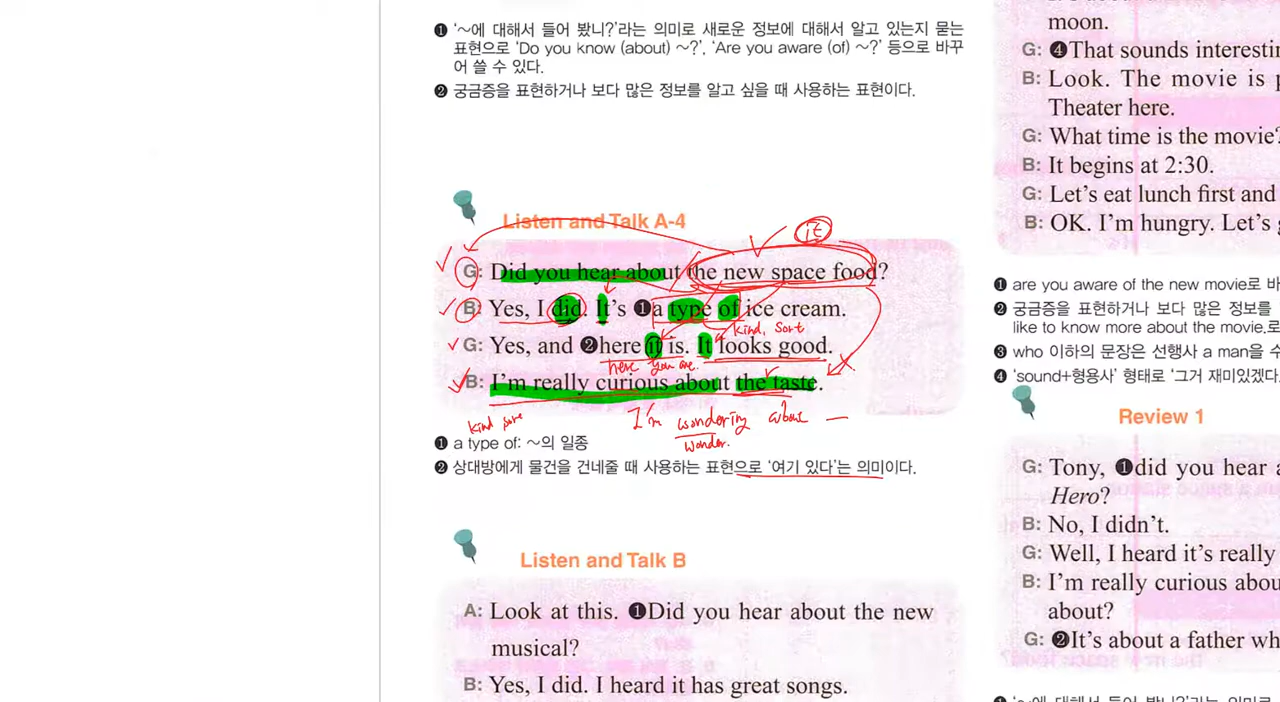 ❶ '～에 대해서 들어 봤니?'라는 의미로 새로운 정보에 대해서 알고 있는지 묻는
표현으로 'Do you know (about) ～?', 'Are you aware (of) ～?' 등으로 바꾸
어 쓸 수 있다.
❷ 궁금증을 표현하거나 보다 많은 정보를 알고 싶을 때 사용하는 표현이다.
Listen and Talk A-4
it
G: Did you hear about the new space food?
B: Yes, I did. It's ❶a type of ice cream.
kind, sort
G: Yes, and ❷here it is. It looks good.
here you are.
B: I'm really curious about the taste.
kind sort
I'm wondering about
wonder.
❶ a type of: ～의 일종
❷ 상대방에게 물건을 건네줄 때 사용하는 표현으로 '여기 있다'는 의미이다.
Listen and Talk B
A: Look at this. ❶Did you hear about the new
musical?
B: Yes, I did. I heard it has great songs.
moon.
G: ❹That sounds interestin
B: Look. The movie is
Theater here.
G: What time is the movie?
B: It begins at 2:30.
G: Let's eat lunch first and
B: OK. I'm hungry. Let's
❶ are you aware of the new movie로 바
❷ 궁금증을 표현하거나 보다 많은 정보를
like to know more about the movie.로
❸ who 이하의 문장은 선행사 a man을 수
❹ 'sound+형용사' 형태로 '그거 재미있겠다.
Review 1
G: Tony, ❶did you hear a
Hero?
B: No, I didn't.
G: Well, I heard it's really
B: I'm really curious abou
about?
G: ❷It's about a father wh